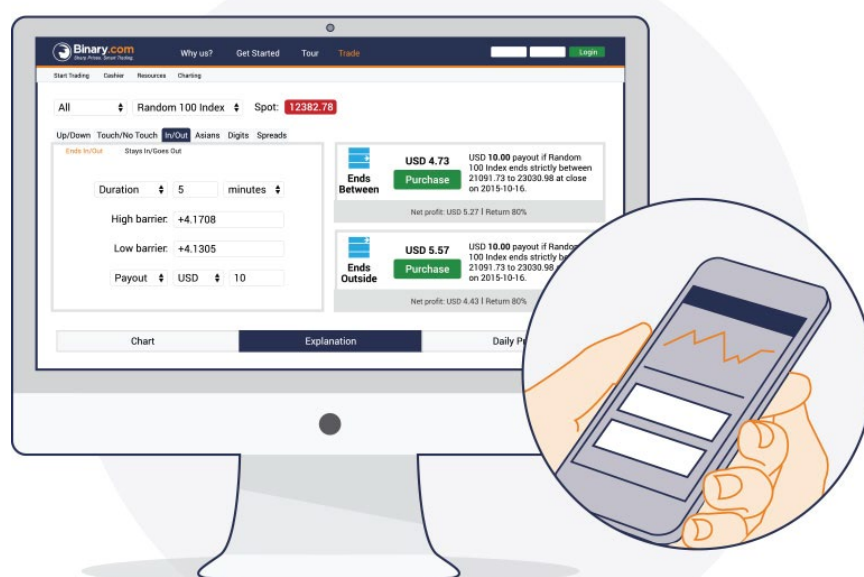 Binary.com
Sharp Prices. Smart Trading.
Why us? Get Started Tour Trade Login
Start Trading Cashier Resources Charting
All Random 100 Index Spot: 12382.78
Up/Down Touch/No Touch In/Out Asians Digits Spreads
Ends In/Out Stays In/Goes Out
Duration 5 minutes
High barrier: +4.1708
Low barrier: +4.1305
Payout USD 10
Ends
Between
USD 4.73
Purchase
USD 10.00 payout if Random
100 Index ends strictly between
21091.73 to 23030.98 at close
on 2015-10-16.
Net profit: USD 5.27 | Return 80%
Ends
Outside
USD 5.57
Purchase
USD 10.00 payout if Random
100 Index ends strictly
21091.73 to 23030.98
on 2015-10-16.
Net profit: USD 4.43 | Return 80%
Chart Explanation Daily